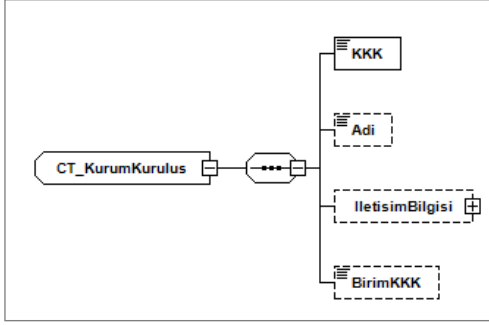 KKK
Adi
CT_KurumKurulus
IletisimBilgisi
BirimKKK